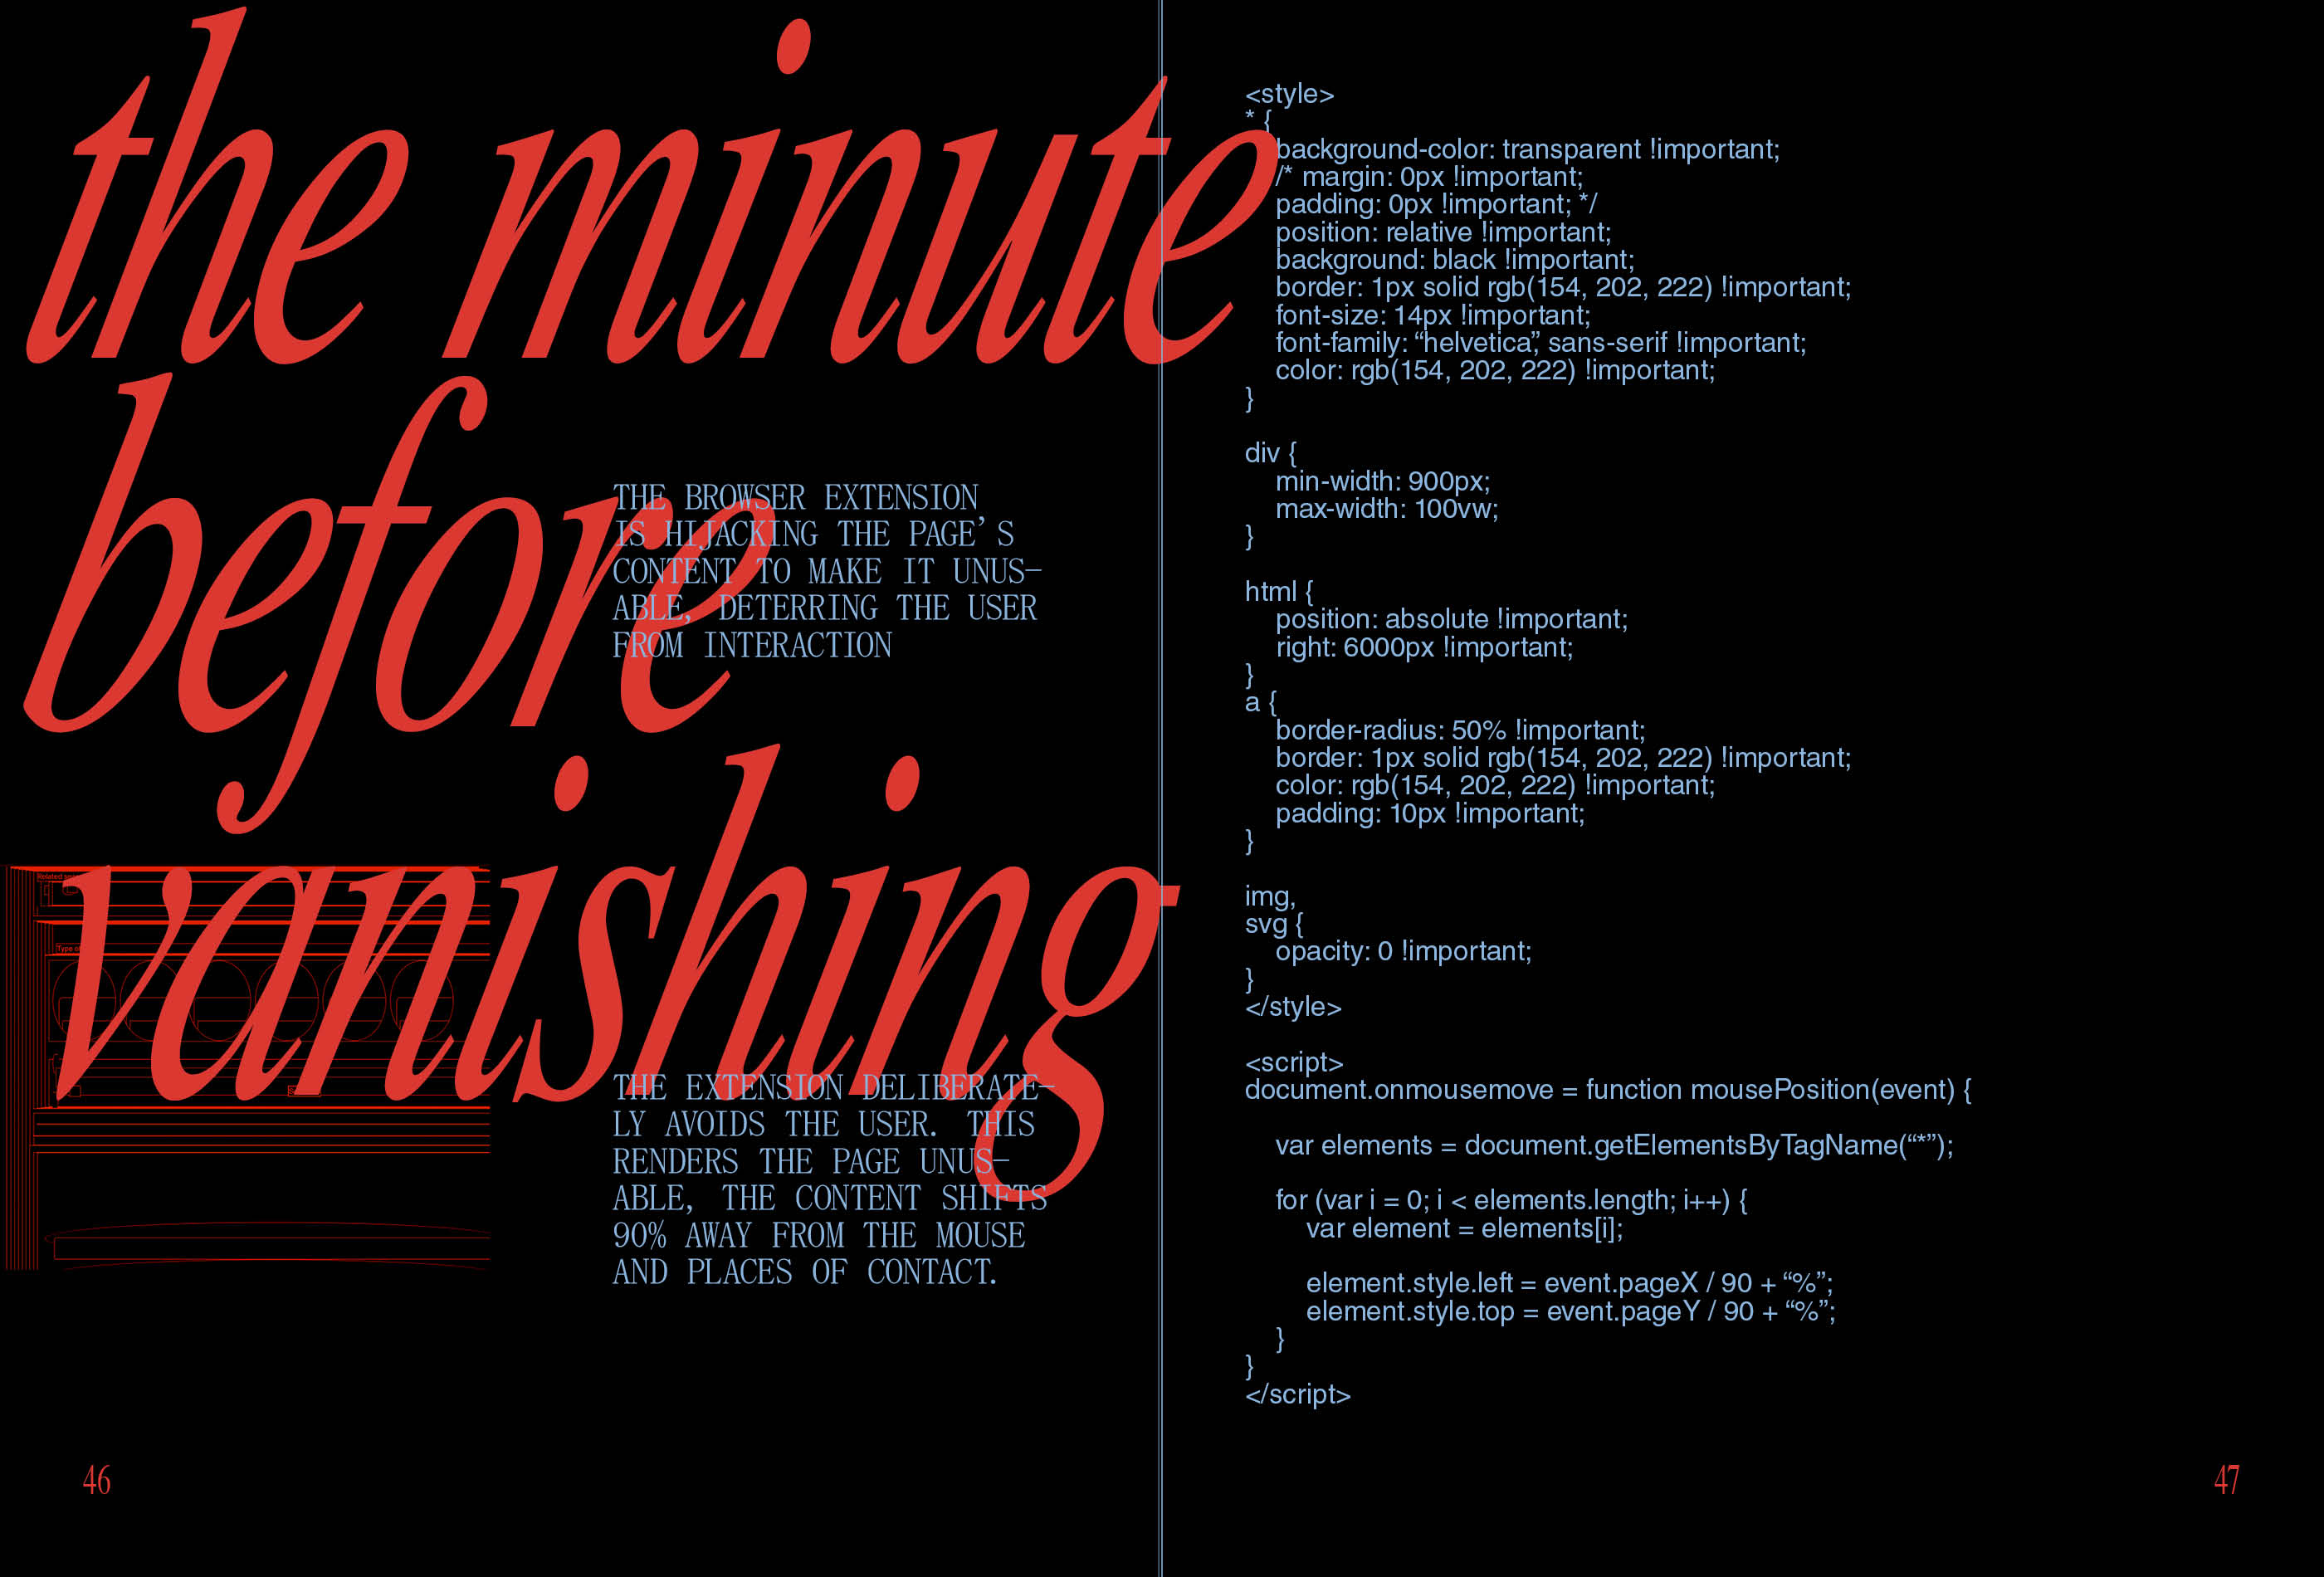 the minute
before
vanishing
THE BROWSER EXTENSION
IS HIJACKING THE PAGE'S
CONTENT TO MAKE IT UNUS–
ABLE, DETERRING THE USER
FROM INTERACTION
THE EXTENSION DELIBERATE–
LY AVOIDS THE USER. THIS
RENDERS THE PAGE UNUS–
ABLE, THE CONTENT SHIFTS
90% AWAY FROM THE MOUSE
AND PLACES OF CONTACT.
Related
Type
46
<style>
* {
background-color: transparent !important;
/* margin: 0px !important;
padding: 0px !important; */
position: relative !important;
background: black !important;
border: 1px solid rgb(154, 202, 222) !important;
font-size: 14px !important;
font-family: “helvetica”, sans-serif !important;
color: rgb(154, 202, 222) !important;
}
div {
min-width: 900px;
max-width: 100vw;
}
html {
position: absolute !important;
right: 6000px !important;
}
a {
border-radius: 50% !important;
border: 1px solid rgb(154, 202, 222) !important;
color: rgb(154, 202, 222) !important;
padding: 10px !important;
}
img,
svg {
opacity: 0 !important;
}
</style>
<script>
document.onmousemove = function mousePosition(event) {
var elements = document.getElementsByTagName(“*”);
for (var i = 0; i < elements.length; i++) {
var element = elements[i];
element.style.left = event.pageX / 90 + “%”;
element.style.top = event.pageY / 90 + “%”;
}
}
</script>
47